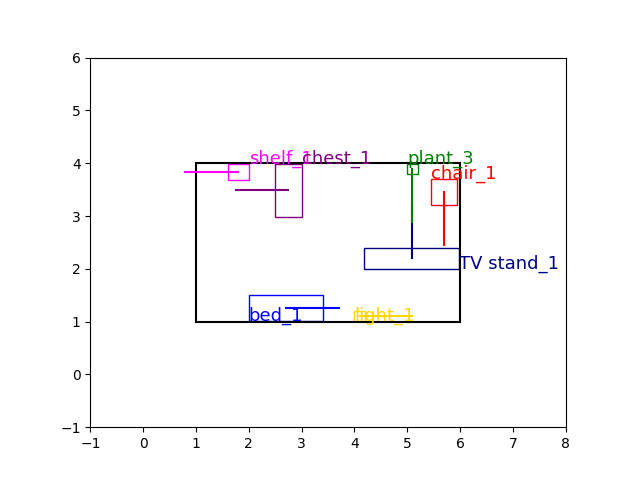 6
5
4
3
2
1
0
−1
−1 0 1 2 3 4 5 6 7 8
shelf_1
chest_1
plant_3
chair_1
TV stand_1
bed_1
light_1